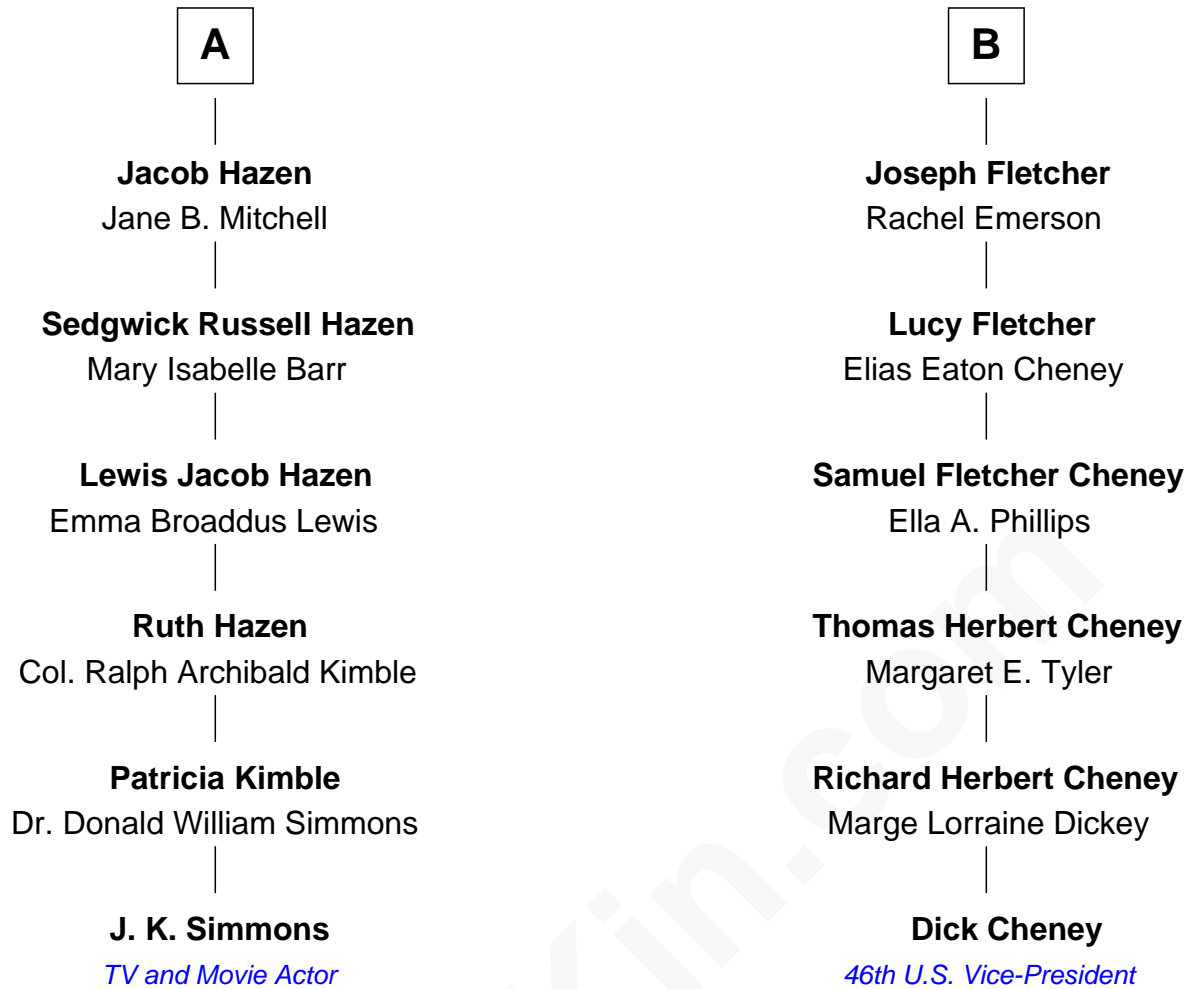 A
Jacob Hazen
Jane B. Mitchell
Sedgwick Russell Hazen
Mary Isabelle Barr
Lewis Jacob Hazen
Emma Broaddus Lewis
Ruth Hazen
Col. Ralph Archibald Kimble
Patricia Kimble
Dr. Donald William Simmons
J. K. Simmons
TV and Movie Actor
B
Joseph Fletcher
Rachel Emerson
Lucy Fletcher
Elias Eaton Cheney
Samuel Fletcher Cheney
Ella A. Phillips
Thomas Herbert Cheney
Margaret E. Tyler
Richard Herbert Cheney
Marge Lorraine Dickey
Dick Cheney
46th U.S. Vice-President
Kin.com